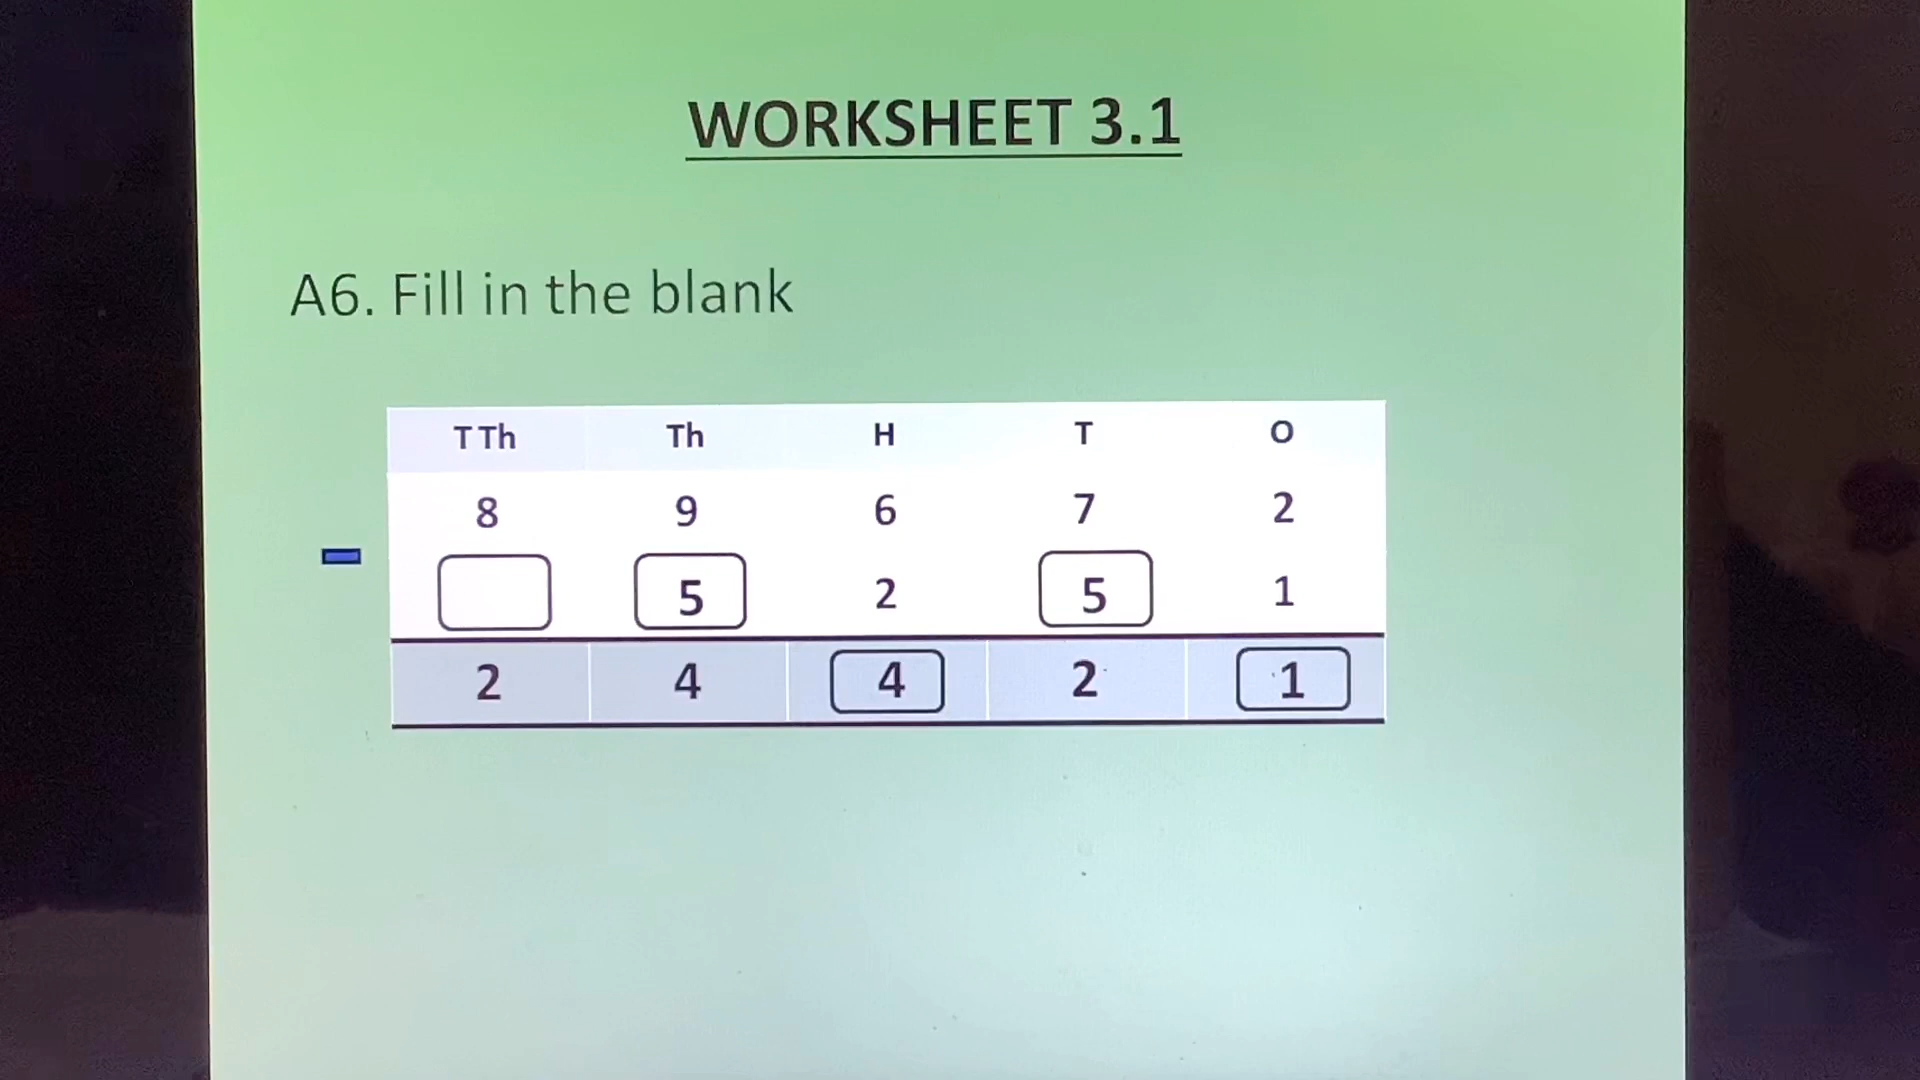 WORKSHEET 3.1
A6. Fill in the blank
T Th Th H T O
8 9 6 7 2
5 2 5 1
2 4 4 2 1